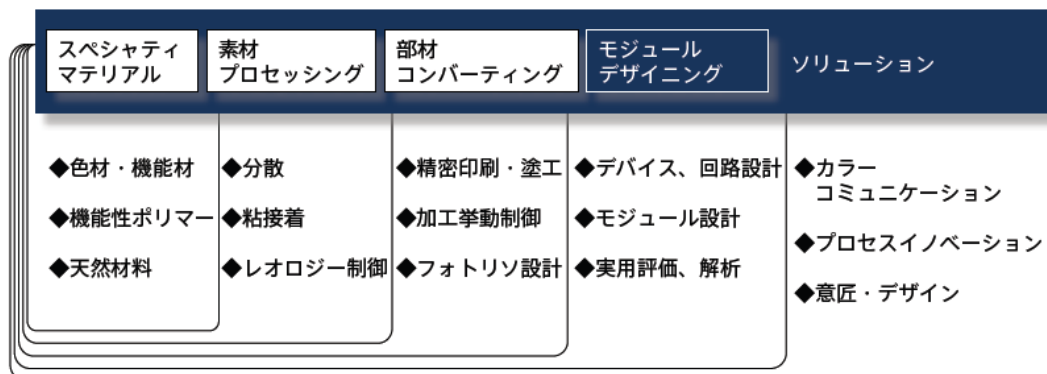 スペシャティ
マテリアル
素材
プロセッシング
部材
コンバーティング
モジュール
デザイニング
ソリューション
◆色材・機能材
◆機能性ポリマー
◆天然材料
◆分散
◆粘接着
◆レオロジー制御
◆精密印刷・塗工
◆加工挙動制御
◆フォトリソ設計
◆デバイス、回路設計
◆モジュール設計
◆実用評価、解析
◆カラー
コミュニケーション
◆プロセスイノベーション
◆意匠・デザイン